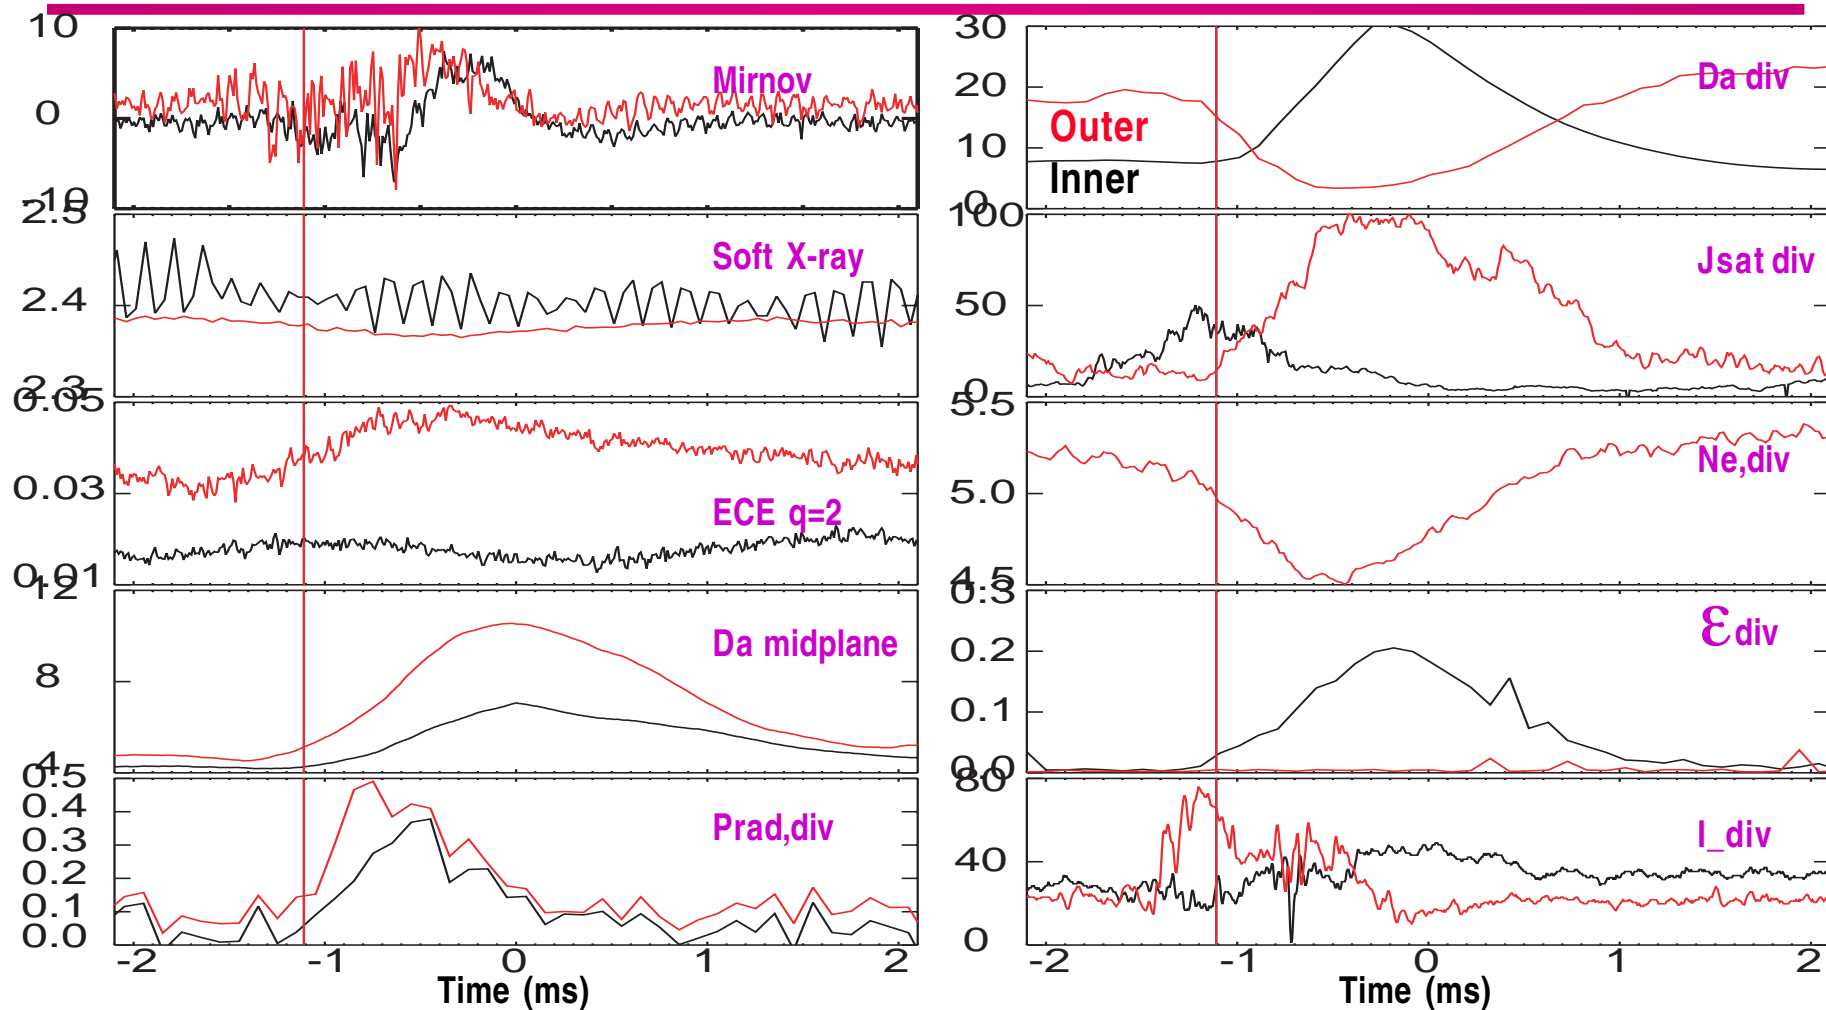 10
0
-10
Mirnov
2.5
2.4
2.3
Soft X-ray
0.05
0.03
0.01
ECE q=2
12
8
4
Da midplane
0.5
0.4
0.3
0.2
0.1
0.0
Prad,div
-2 -1 0 1 2
Time (ms)
30
20
10
0
Da div
Outer
Inner
100
50
0
Jsat div
5.5
5.0
4.5
Ne,div
0.3
0.2
0.1
0.0
εdiv
80
40
0
I_div
-2 -1 0 1 2
Time (ms)